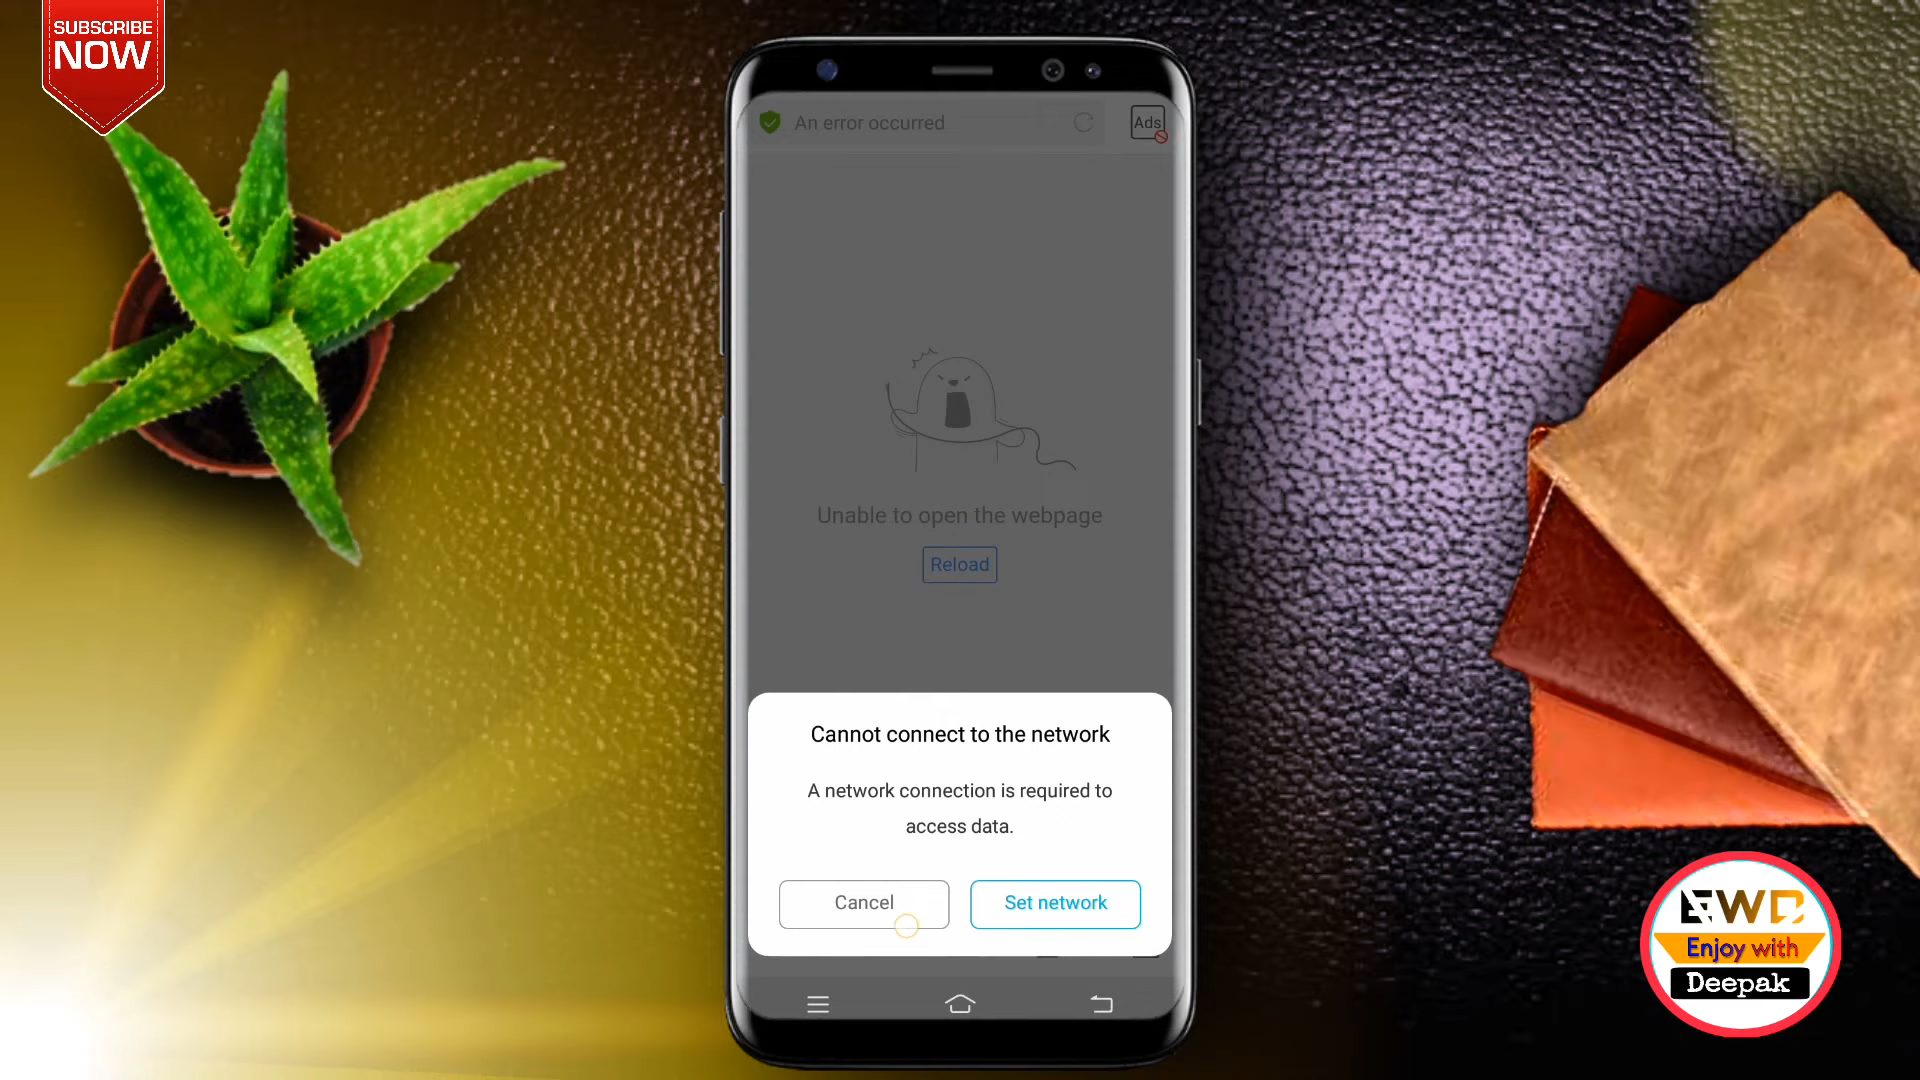 SUBSCRIBE
NOW
An error occurred
Ads
Unable to open the webpage
Reload
Cannot connect to the network
A network connection is required to
access data.
Cancel
Set network
EWD
Enjoy with
Deepak